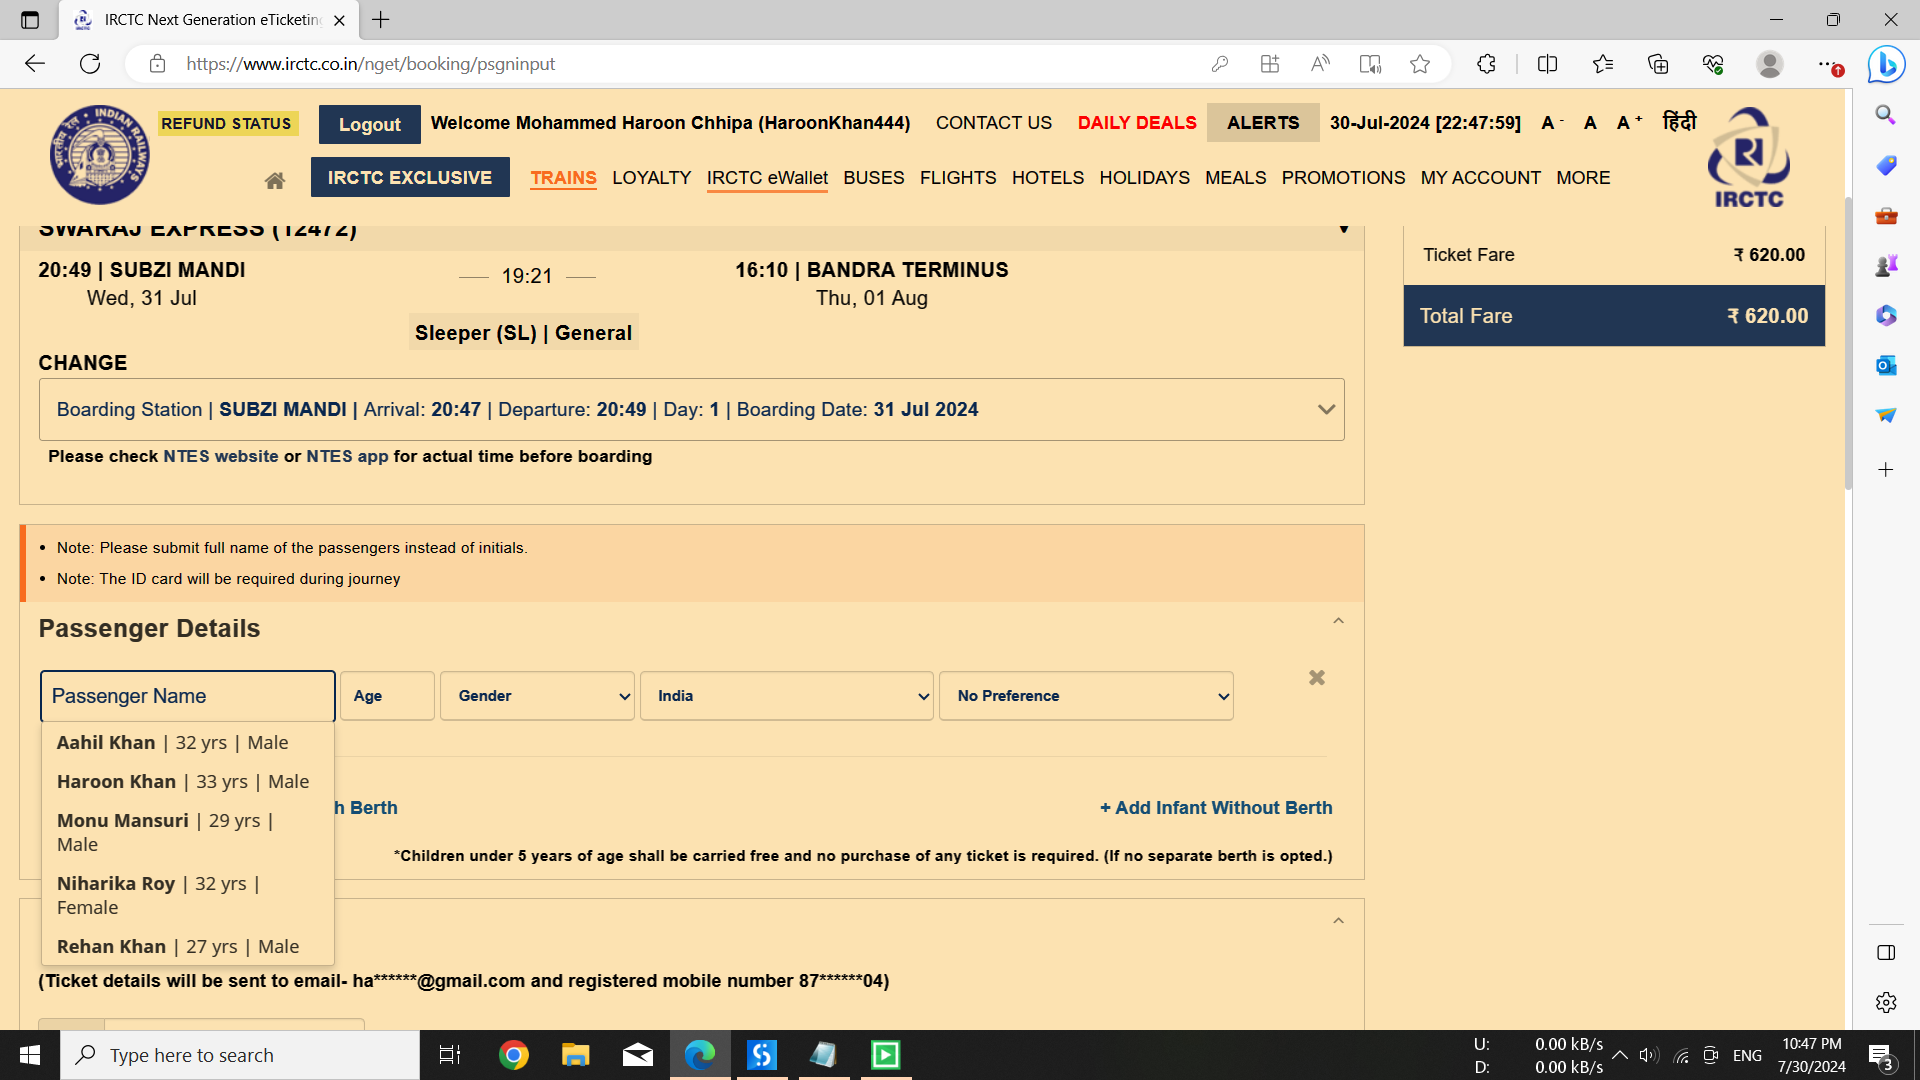 IRCTC Next Generation eTicketing
https://www.irctc.co.in/nget/booking/psgninput
REFUND STATUS
Logout
Welcome Mohammed Haroon Chhipa (HaroonKhan444)
CONTACT US
DAILY DEALS
ALERTS
30-Jul-2024 [22:47:59]
A - A A + हिंदी
INDIAN RAILWAYS
भारतीय रेल
IRCTC
IRCTC EXCLUSIVE
TRAINS LOYALTY IRCTC eWallet BUSES FLIGHTS HOTELS HOLIDAYS MEALS PROMOTIONS MY ACCOUNT MORE
SWARAJ EXPRESS (12472)
20:49 | SUBZI MANDI
Wed, 31 Jul
19:21
16:10 | BANDRA TERMINUS
Thu, 01 Aug
Sleeper (SL) | General
Ticket Fare ₹ 620.00
Total Fare ₹ 620.00
CHANGE
Boarding Station | SUBZI MANDI | Arrival: 20:47 | Departure: 20:49 | Day: 1 | Boarding Date: 31 Jul 2024
Please check NTES website or NTES app for actual time before boarding
• Note: Please submit full name of the passengers instead of initials.
• Note: The ID card will be required during journey
Passenger Details
Passenger Name
Age
Gender
India
No Preference
Aahil Khan | 32 yrs | Male
Haroon Khan | 33 yrs | Male
Monu Mansuri | 29 yrs |
Male
Niharika Roy | 32 yrs |
Female
Rehan Khan | 27 yrs | Male
h Berth
+ Add Infant Without Berth
*Children under 5 years of age shall be carried free and no purchase of any ticket is required. (If no separate berth is opted.)
(Ticket details will be sent to email- ha******@gmail.com and registered mobile number 87******04)
Type here to search
U: 0.00 kB/s
D: 0.00 kB/s
ENG
10:47 PM
7/30/2024
3